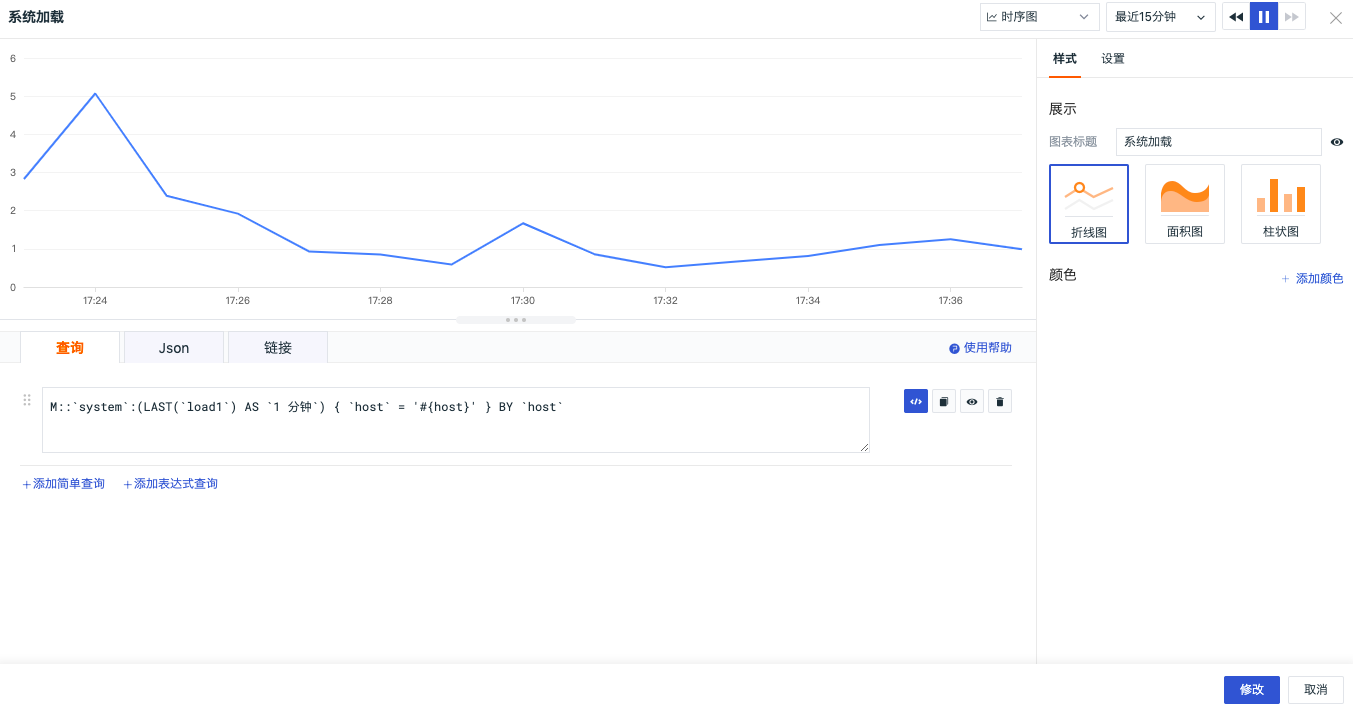 系统加载
时序图
最近15分钟
6
5
4
3
2
1
0
17:24
17:26
17:28
17:30
17:32
17:34
17:36
样式
设置
展示
图表标题
系统加载
折线图
面积图
柱状图
颜色
+ 添加颜色
查询
Json
链接
使用帮助
M::`system`:(LAST(`load1`) AS `1 分钟`) { `host` = '#{host}' } BY `host`
+添加简单查询
+添加表达式查询
修改
取消